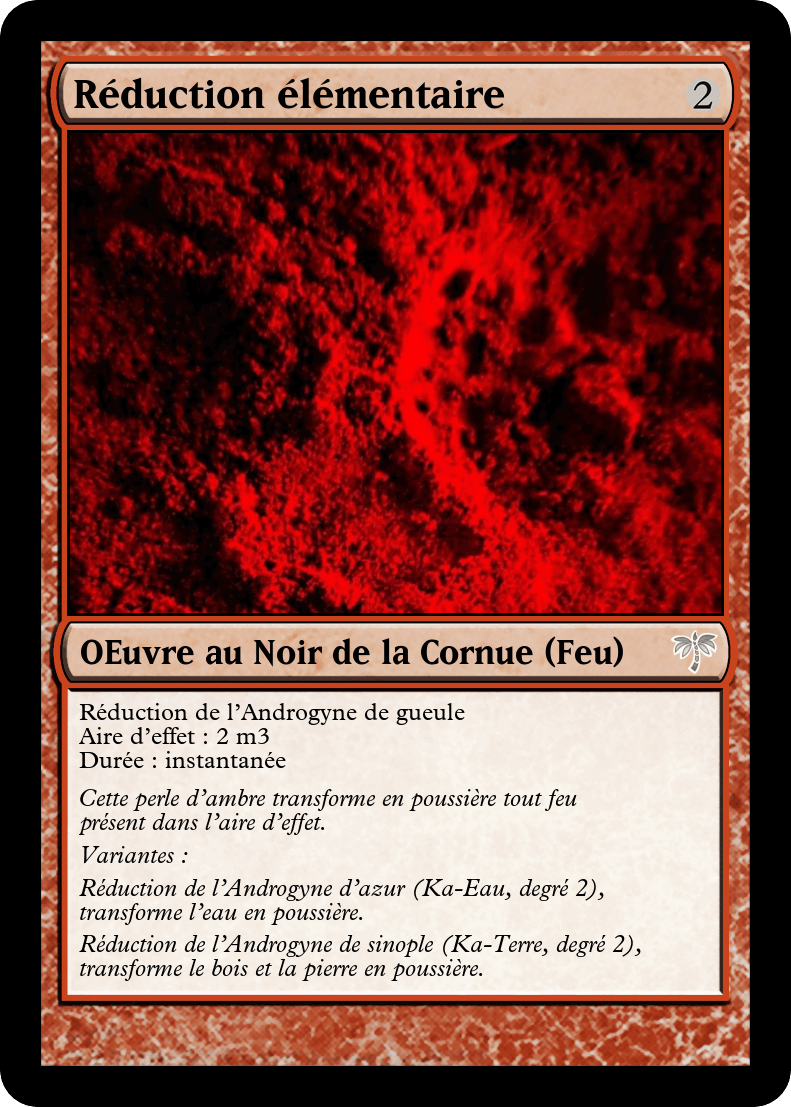 Réduction élémentaire
2
OEuvre au Noir de la Cornue (Feu)
Réduction de l'Androgyne de gueule
Aire d'effet : 2 m3
Durée : instantanée
Cette perle d'ambre transforme en poussière tout feu
présent dans l'aire d'effet.
Variantes :
Réduction de l'Androgyne d'azur (Ka-Eau, degré 2),
transforme l'eau en poussière.
Réduction de l'Androgyne de sinople (Ka-Terre, degré 2),
transforme le bois et la pierre en poussière.